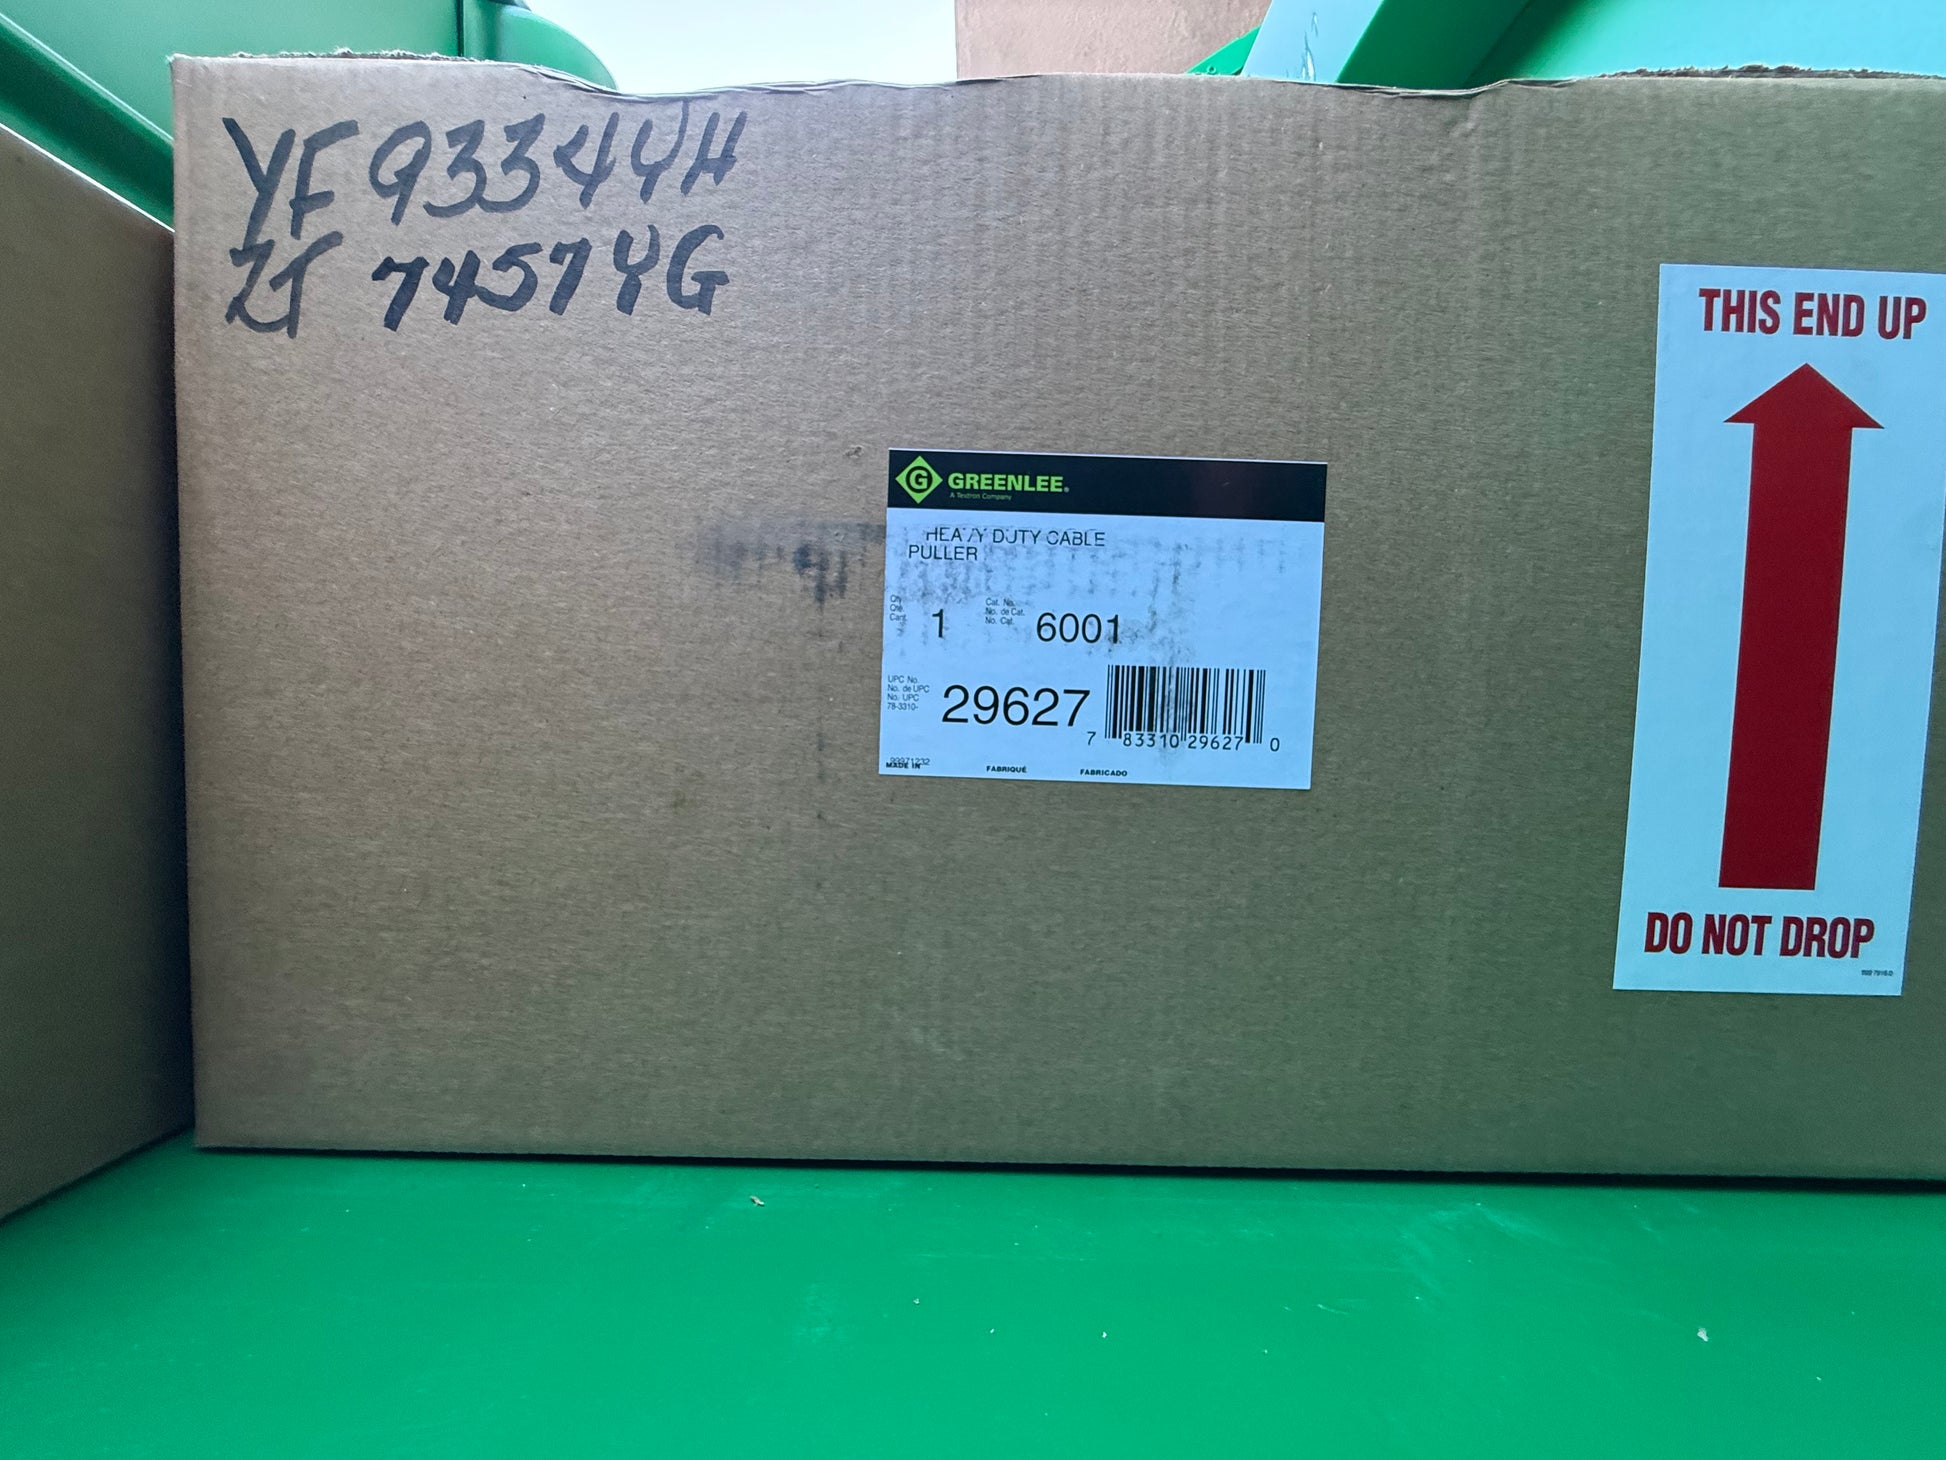 YF 93344H
ZT 74574G
THIS END UP
G GREENLEE®
A Textron Company
HEAVY DUTY CABLE
PULLER
Qty.
Qté.
Cant.
1
Cat. No.
No. de Cat.
No. Cat.
6001
UPC No.
No. de UPC
No. UPC
78-3310-
29627
7 83310 29627 0
99971232
MADE IN FABRIQUÉ FABRICADO
DO NOT DROP